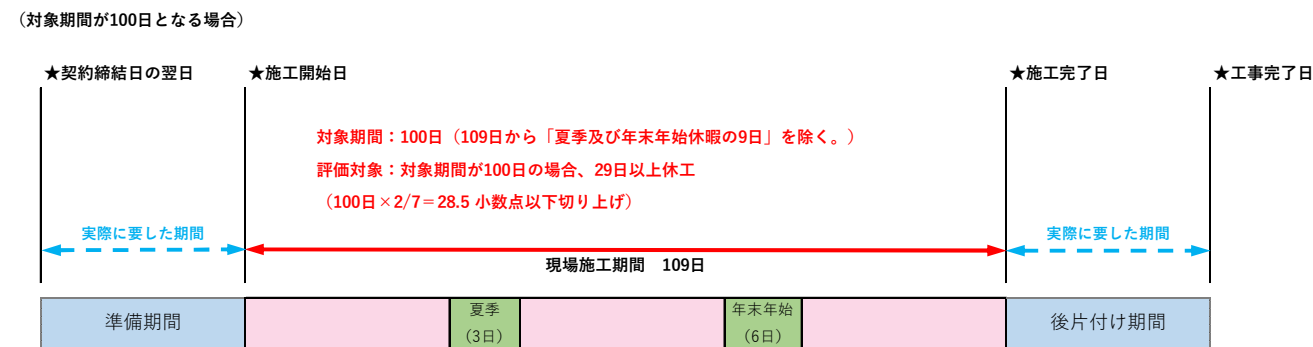 （対象期間が100日となる場合）
★契約締結日の翌日
★施工開始日
★施工完了日
★工事完了日
対象期間：100日（109日から「夏季及び年末年始休暇の9日」を除く。）
評価対象：対象期間が100日の場合、29日以上休工
（100日×2/7＝28.5 小数点以下切り上げ）
実際に要した期間
実際に要した期間
現場施工期間　109日
準備期間
夏季
（3日）
年末年始
（6日）
後片付け期間